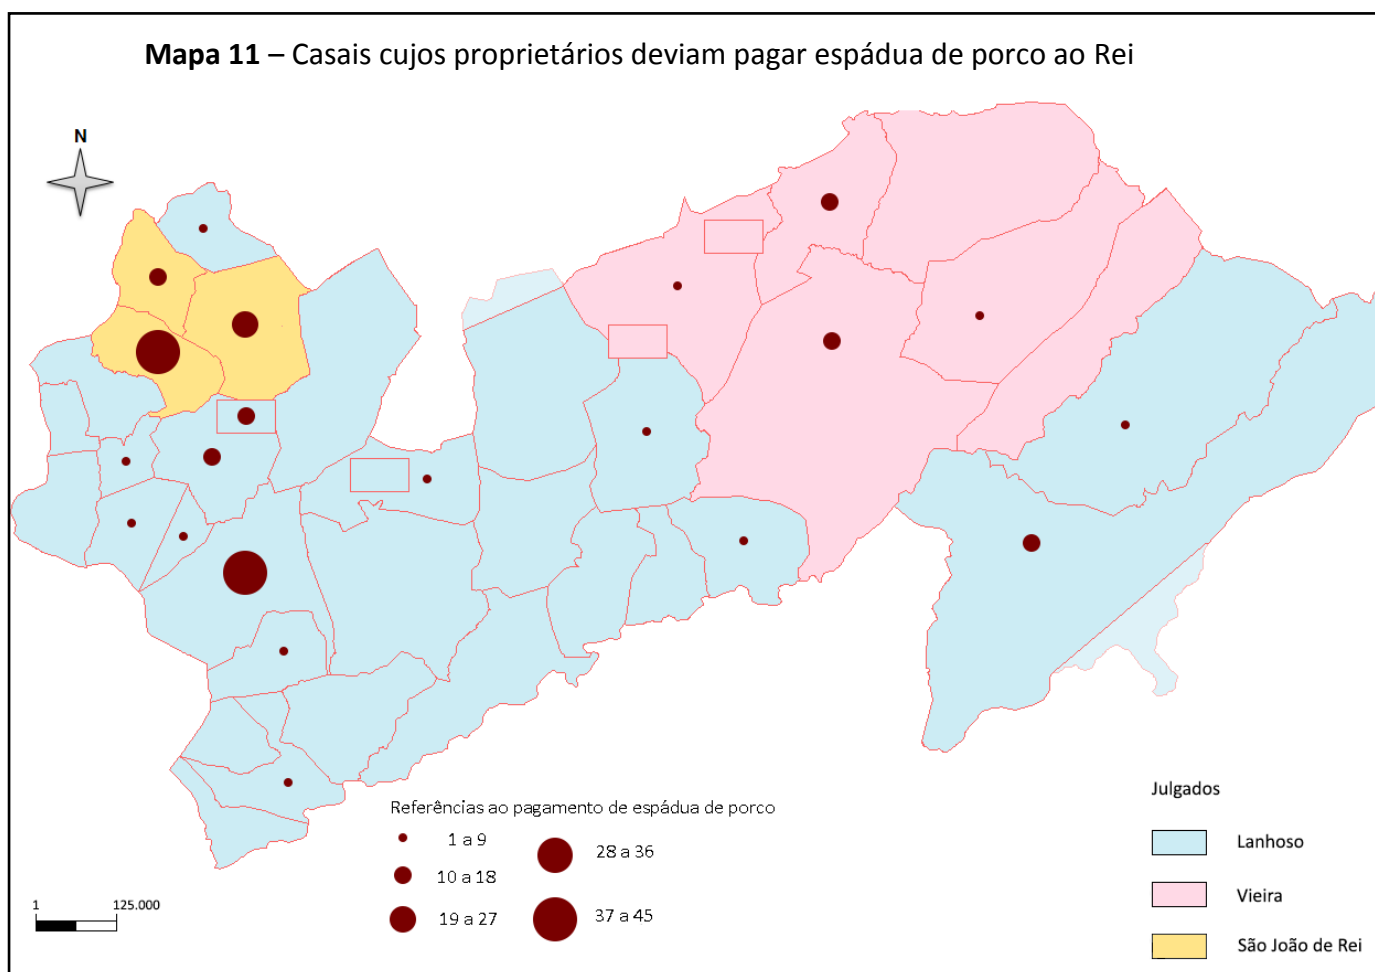 Mapa 11 – Casais cujos proprietários deviam pagar espádua de porco ao Rei
N
Referências ao pagamento de espádua de porco
1 a 9
10 a 18
19 a 27
28 a 36
37 a 45
1 125.000
Julgados
Lanhoso
Vieira
São João de Rei